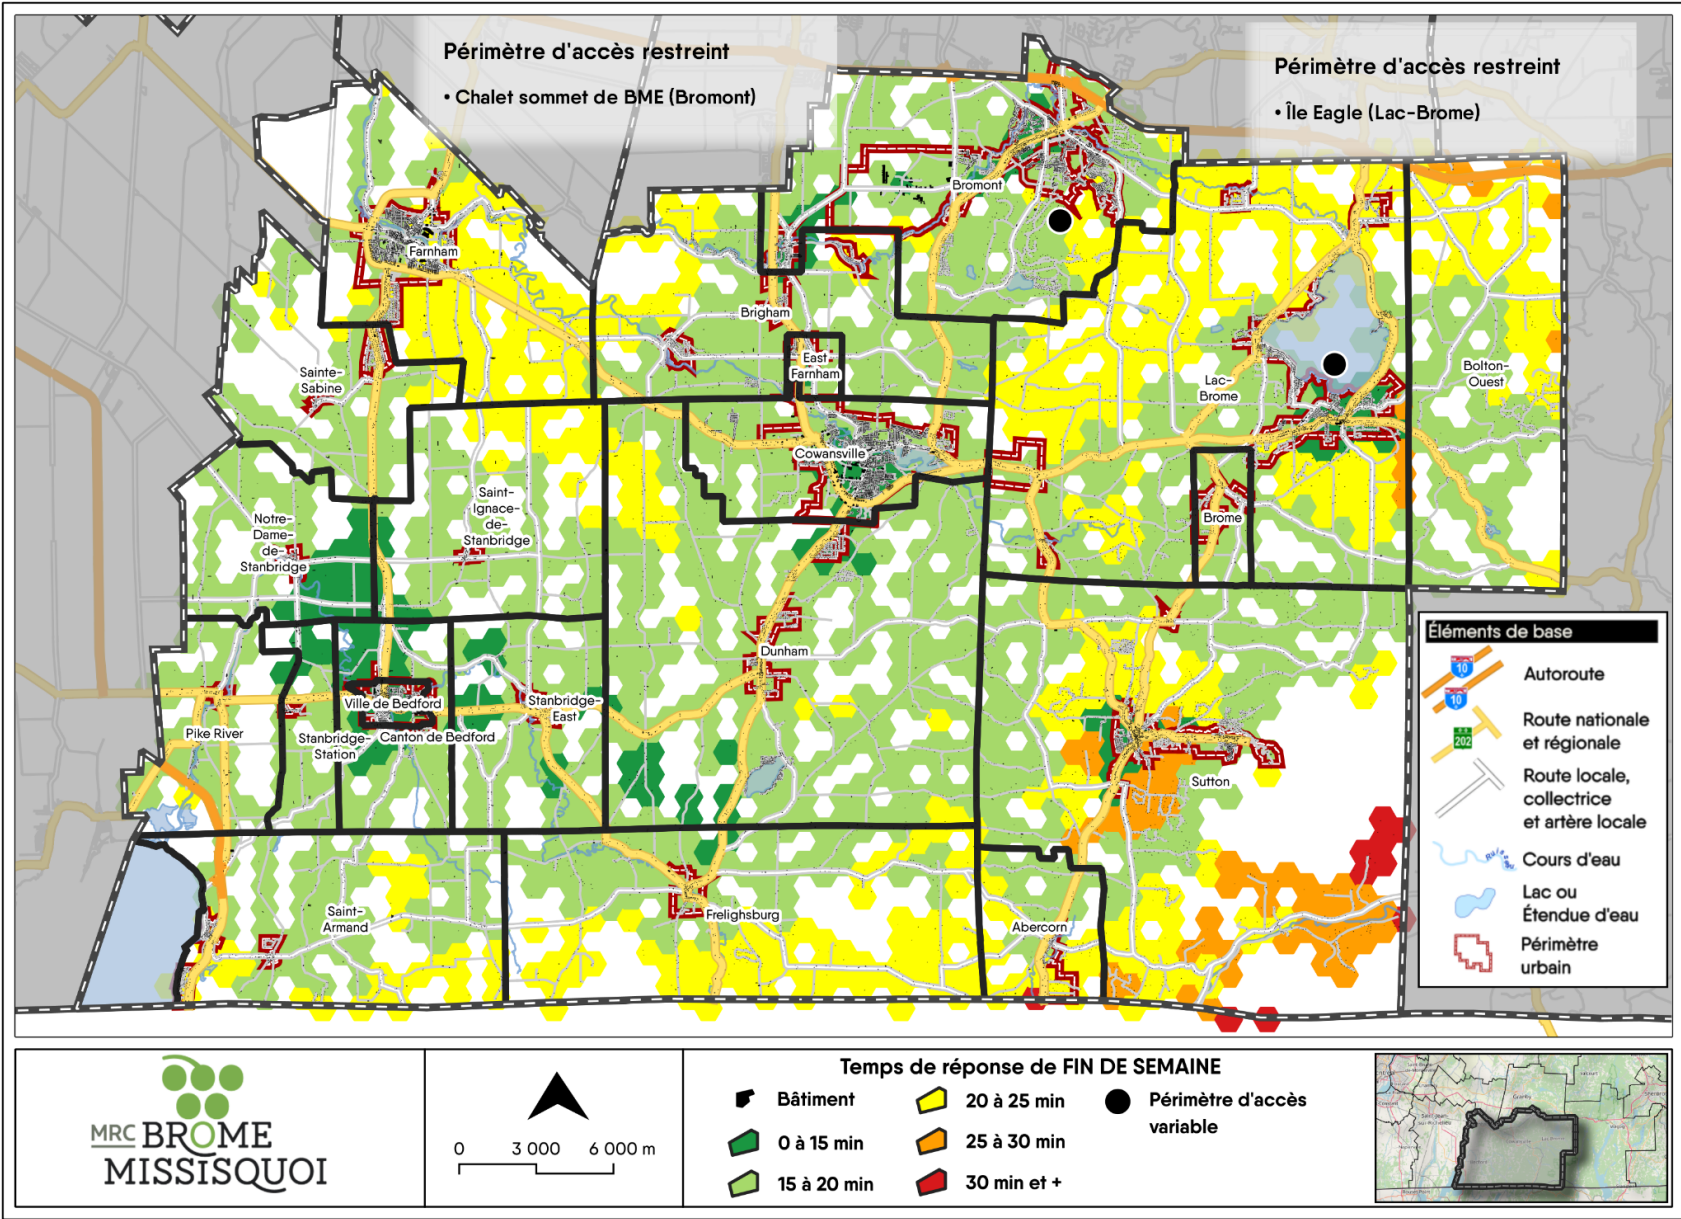 Périmètre d'accès restreint
• Chalet sommet de BME (Bromont)
Périmètre d'accès restreint
• Île Eagle (Lac-Brome)
Bromont
Farnham
Brigham
East
Farnham
Sainte-
Sabine
Lac-
Brome
Bolton-
Ouest
Cowansville
Saint-
Ignace-
de-
Stanbridge
Notre-
Dame-
de-
Stanbridge
Brome
Dunham
Ville de Bedford
Stanbridge-
East
Pike River
Stanbridge-
Station
Canton de Bedford
Sutton
Saint-
Armand
Frelighsburg
Abercorn
Éléments de base
10
10
Autoroute
202
Route nationale
et régionale
Route locale,
collectrice
et artère locale
Cours d'eau
Lac ou
Étendue d'eau
Périmètre
urbain
MRC BROME
MISSISQUOI
0 3 000 6 000 m
Temps de réponse de FIN DE SEMAINE
Bâtiment
0 à 15 min
15 à 20 min
20 à 25 min
25 à 30 min
30 min et +
Périmètre d'accès
variable